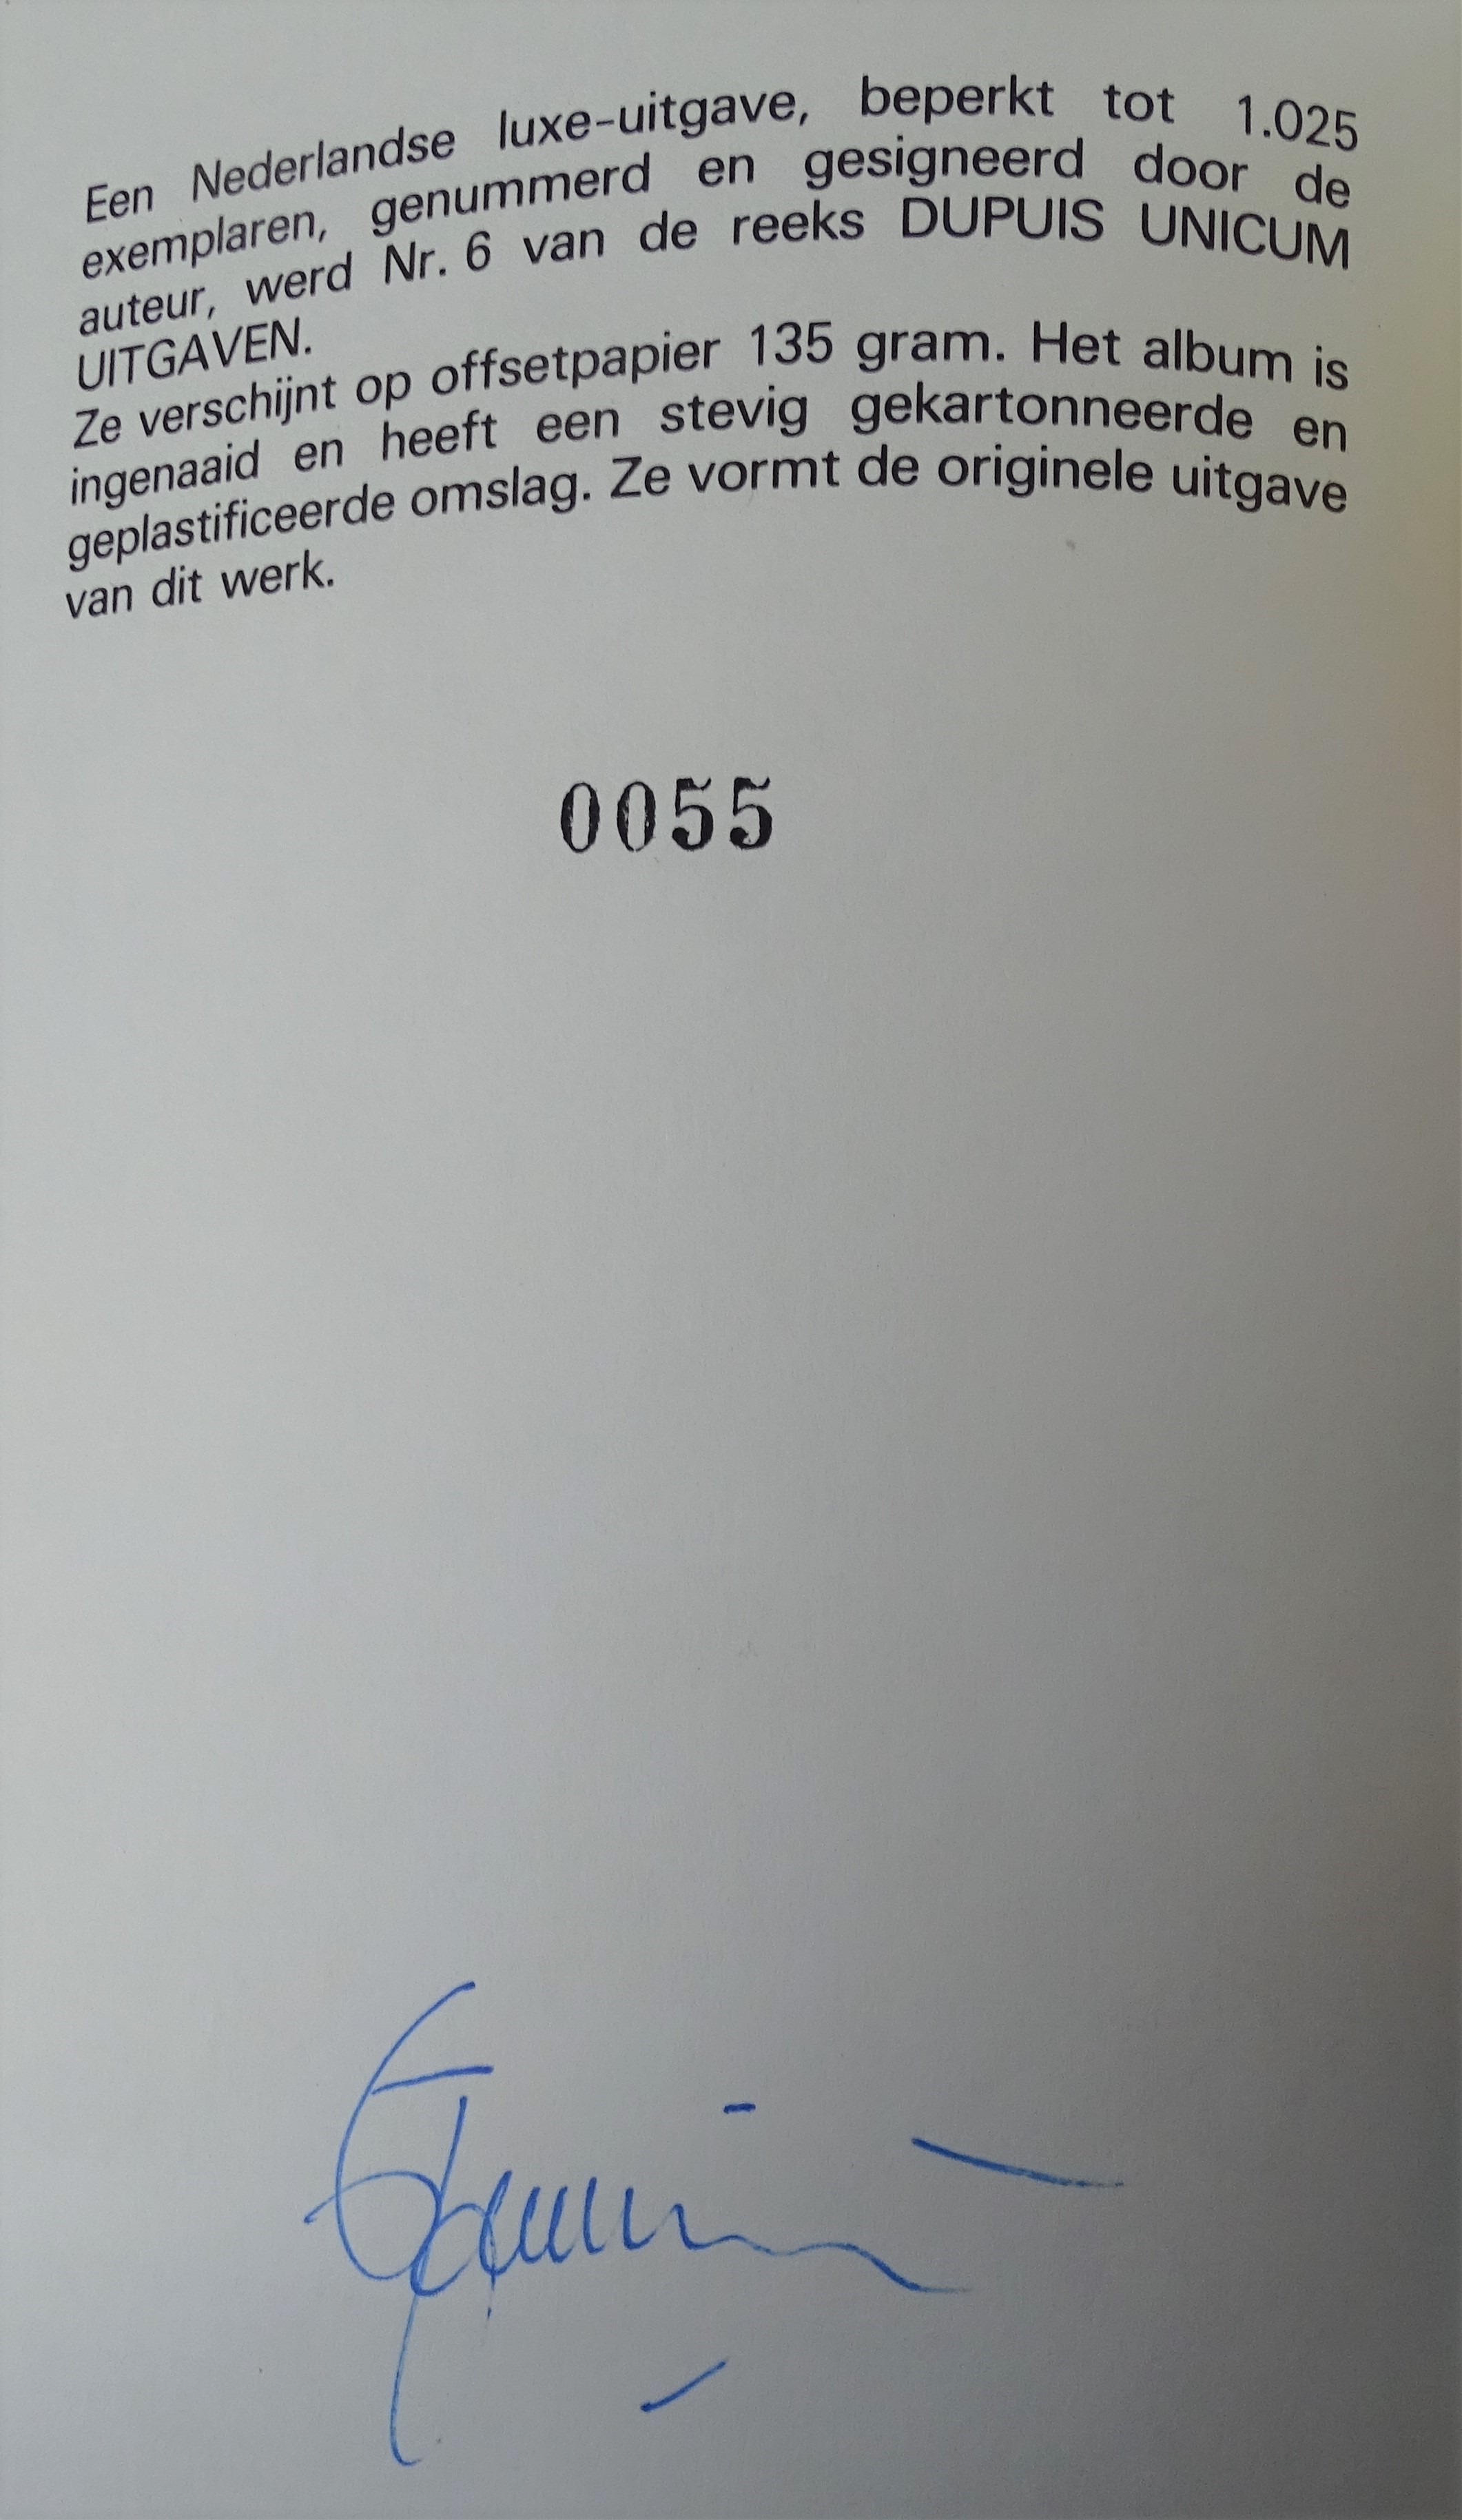 Een Nederlandse luxe-uitgave, beperkt tot 1.025
exemplaren, genummerd en gesigneerd door de
auteur, werd Nr. 6 van de reeks DUPUIS UNICUM
UITGAVEN.
Ze verschijnt op offsetpapier 135 gram. Het album is
ingenaaid en heeft een stevig gekartonneerde en
geplastificeerde omslag. Ze vormt de originele uitgave
van dit werk.
0055